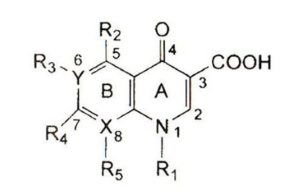 R2 O
R3 6 5 4 COOH
Y B A 3
R4 7 X 8 N 1 2
R5 R1